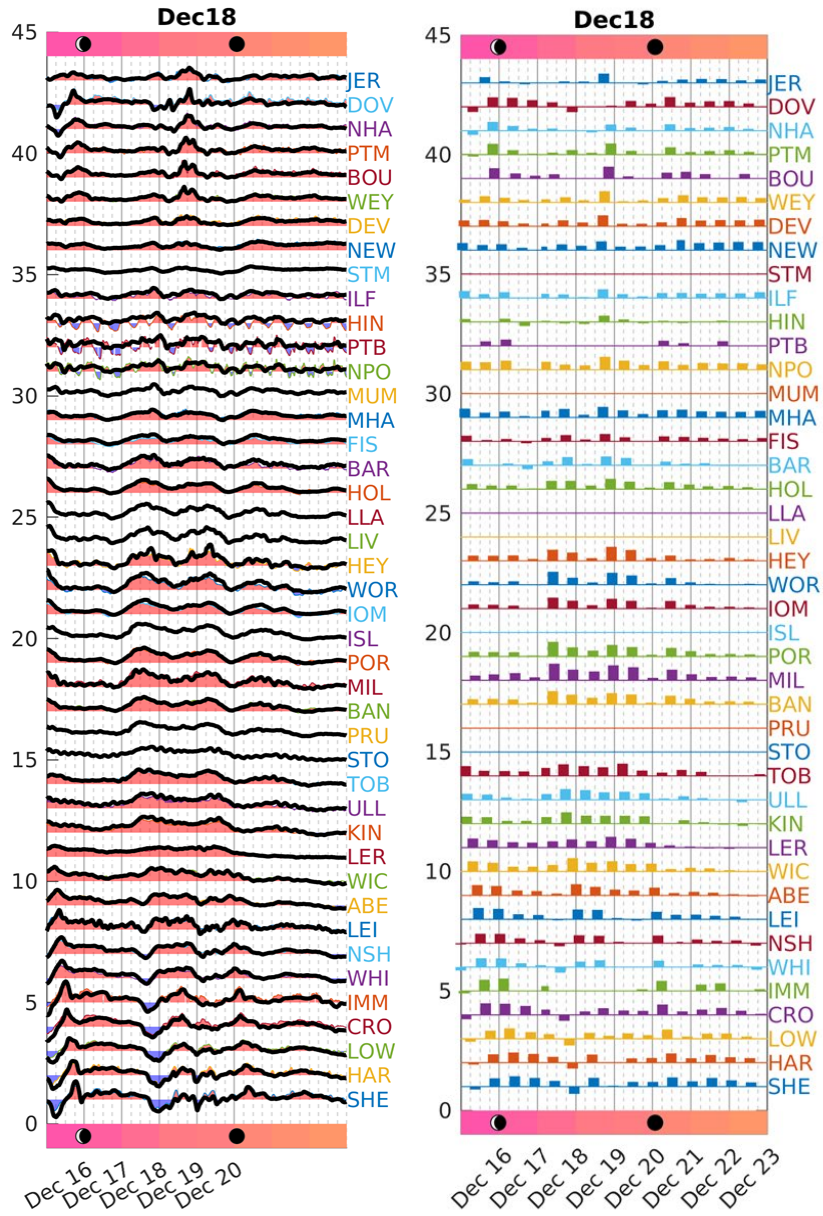 Dec18
45
JER
DOV
NHA
40
PTM
BOU
WEY
DEV
NEW
35
STM
ILF
HIN
PTB
NPO
30
MUM
MHA
FIS
BAR
HOL
25
LLA
LIV
HEY
WOR
IOM
20
ISL
POR
MIL
BAN
PRU
15
STO
TOB
ULL
KIN
LER
10
WIC
ABE
LEI
NSH
WHI
5
IMM
CRO
LOW
HAR
SHE
0
Dec 16
Dec 17
Dec 18
Dec 19
Dec 20
Dec18
45
JER
DOV
NHA
40
PTM
BOU
WEY
DEV
NEW
35
STM
ILF
HIN
PTB
NPO
30
MUM
MHA
FIS
BAR
HOL
25
LLA
LIV
HEY
WOR
IOM
20
ISL
POR
MIL
BAN
PRU
15
STO
TOB
ULL
KIN
LER
10
WIC
ABE
LEI
NSH
WHI
5
IMM
CRO
LOW
HAR
SHE
0
Dec 16
Dec 17
Dec 18
Dec 19
Dec 20
Dec 21
Dec 22
Dec 23